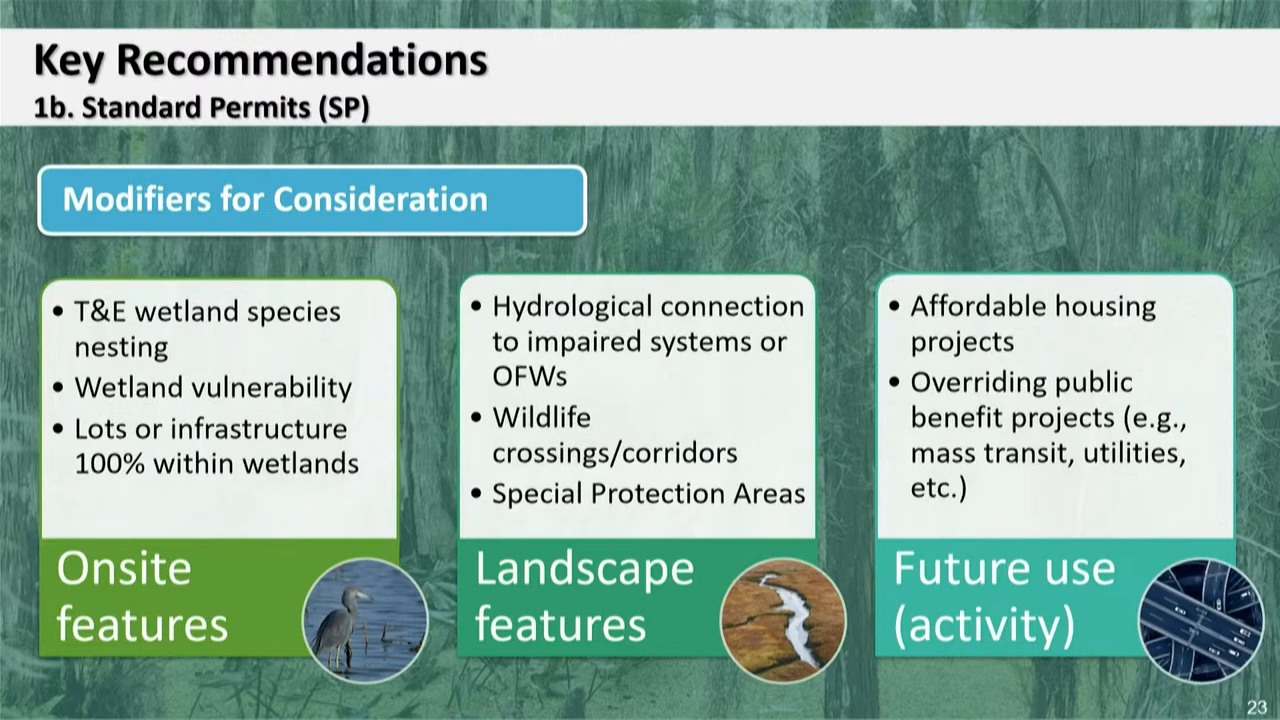 Key Recommendations
1b. Standard Permits (SP)
Modifiers for Consideration
• T&E wetland species
nesting
• Wetland vulnerability
• Lots or infrastructure
100% within wetlands
Onsite
features
• Hydrological connection
to impaired systems or
OFWs
• Wildlife
crossings/corridors
• Special Protection Areas
Landscape
features
• Affordable housing
projects
• Overriding public
benefit projects (e.g.,
mass transit, utilities,
etc.)
Future use
(activity)
23